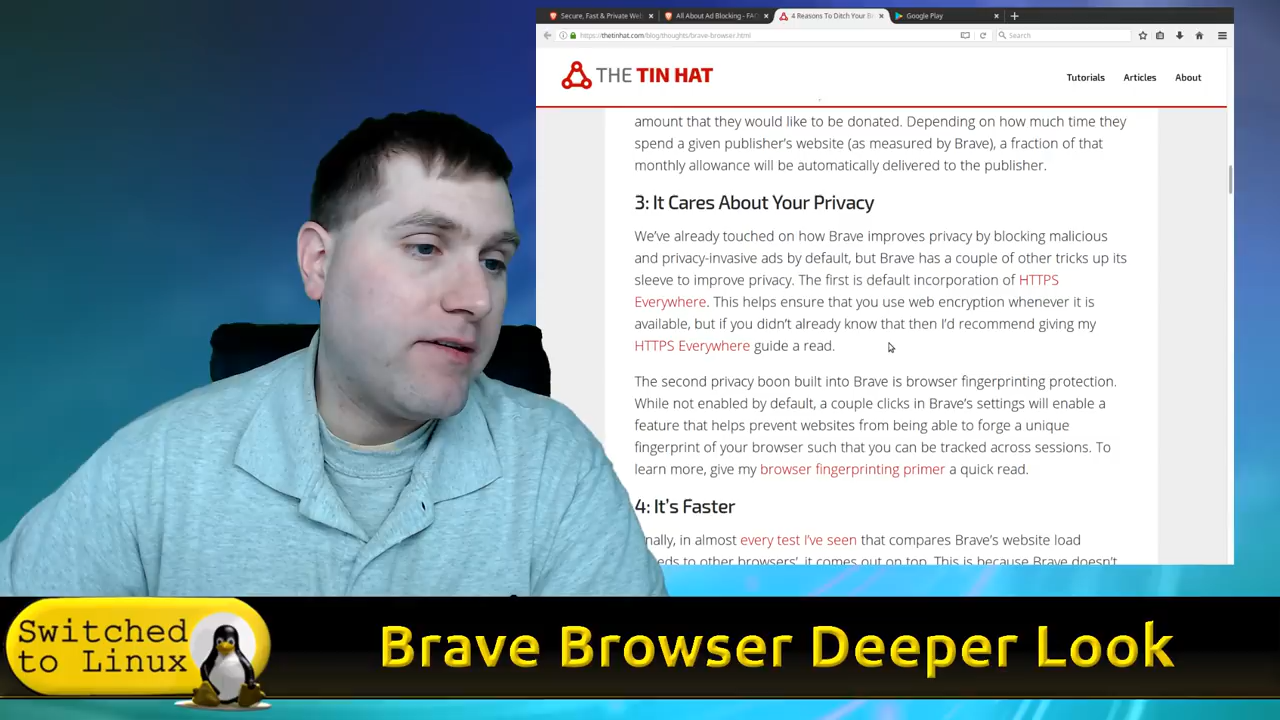 Secure, Fast & Private Web
All About Ad Blocking - FAQ
4 Reasons To Ditch Your Br
Google Play
https://thetinhat.com/blog/thoughts/brave-browser.html
Search
THE TIN HAT
Tutorials
Articles
About
amount that they would like to be donated. Depending on how much time they
spend a given publisher's website (as measured by Brave), a fraction of that
monthly allowance will be automatically delivered to the publisher.
3: It Cares About Your Privacy
We've already touched on how Brave improves privacy by blocking malicious
and privacy-invasive ads by default, but Brave has a couple of other tricks up its
sleeve to improve privacy. The first is default incorporation of HTTPS
Everywhere. This helps ensure that you use web encryption whenever it is
available, but if you didn't already know that then I'd recommend giving my
HTTPS Everywhere guide a read.
The second privacy boon built into Brave is browser fingerprinting protection.
While not enabled by default, a couple clicks in Brave's settings will enable a
feature that helps prevent websites from being able to forge a unique
fingerprint of your browser such that you can be tracked across sessions. To
learn more, give my browser fingerprinting primer a quick read.
4: It's Faster
nally, in almost every test I've seen that compares Brave's website load
eeds to other browsers', it comes out on top. This is because Brave doesn't
Switched
to Linux
Brave Browser Deeper Look